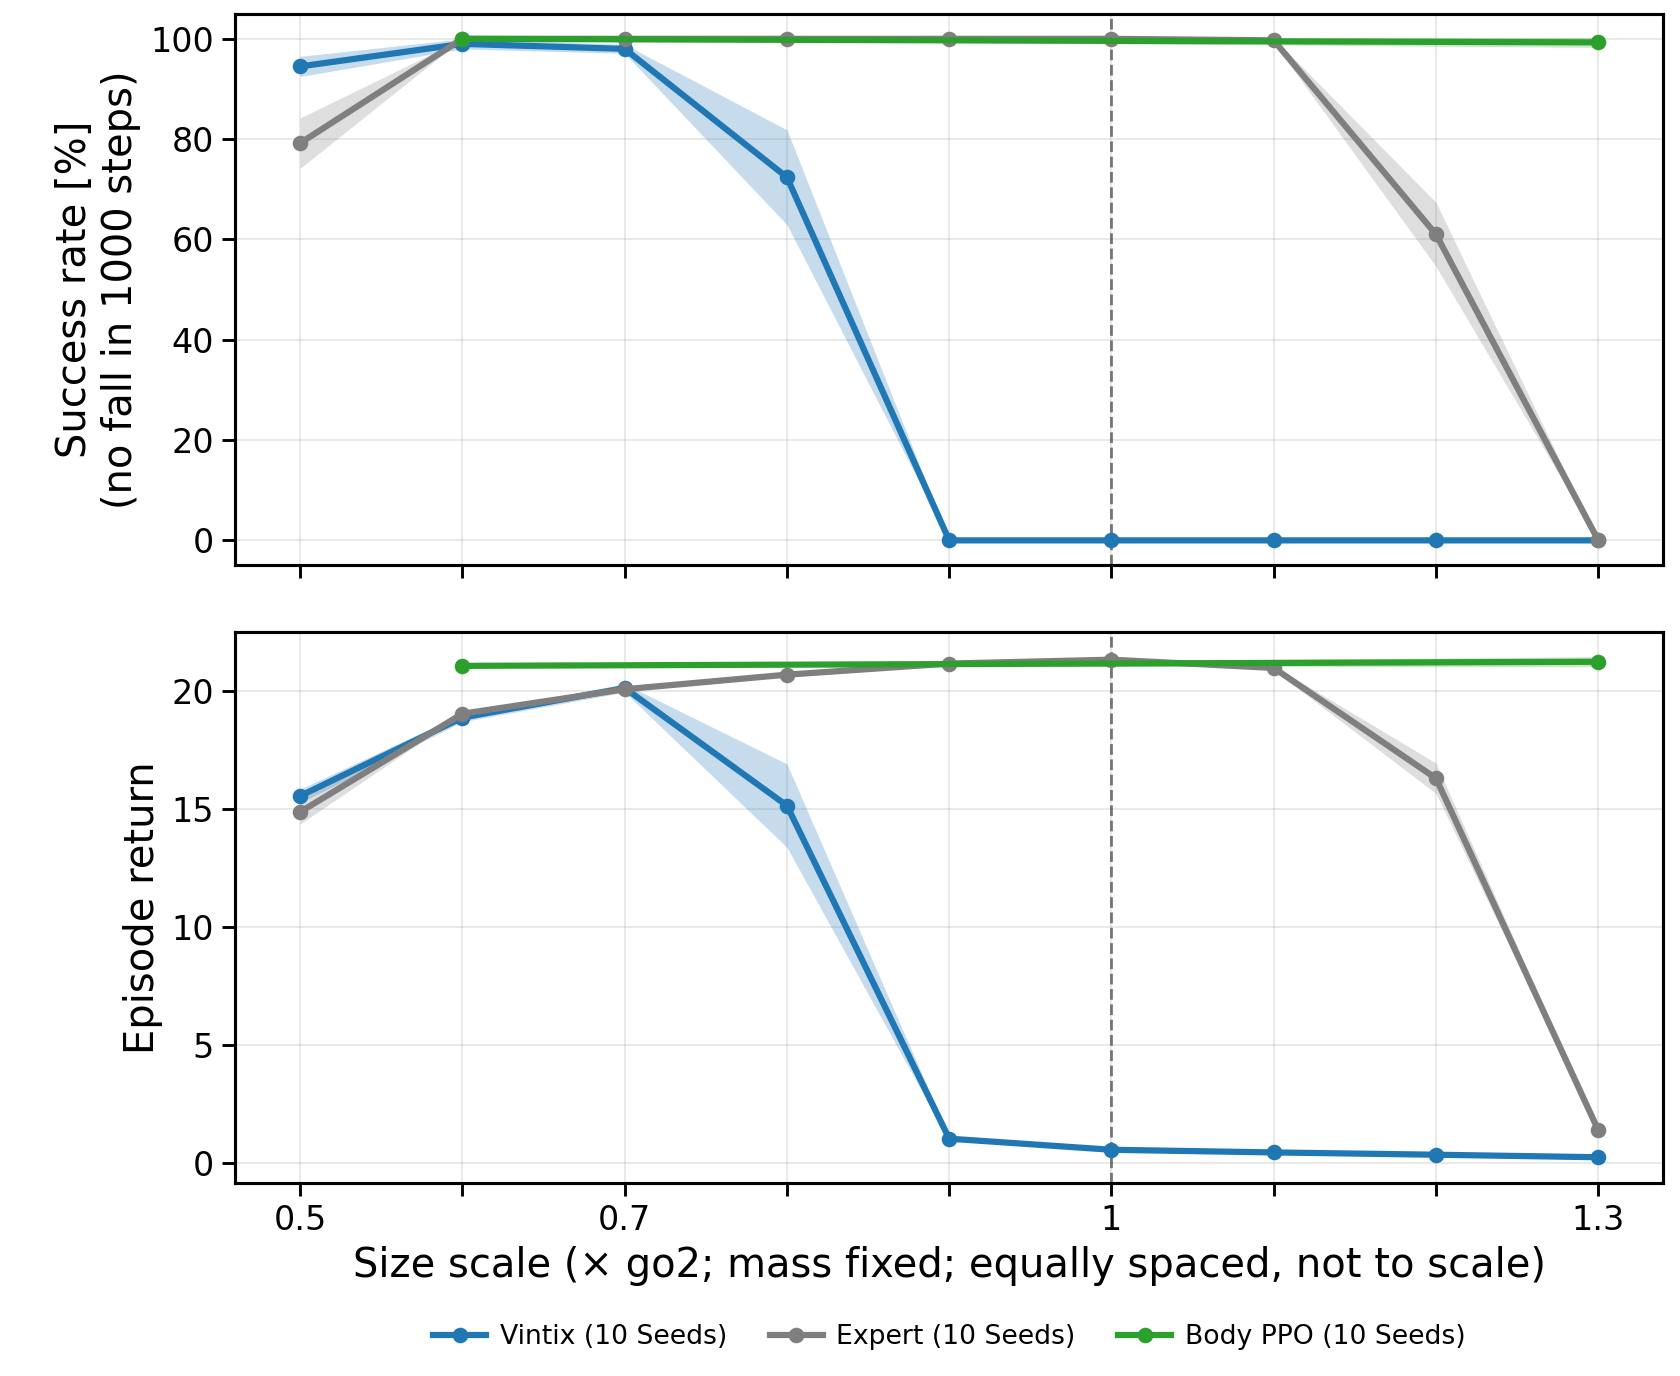 100
80
60
40
20
0
Success rate [%]
(no fall in 1000 steps)
20
15
10
5
0
Episode return
0.5 0.7 1 1.3
Size scale (× go2; mass fixed; equally spaced, not to scale)
Vintix (10 Seeds) Expert (10 Seeds) Body PPO (10 Seeds)